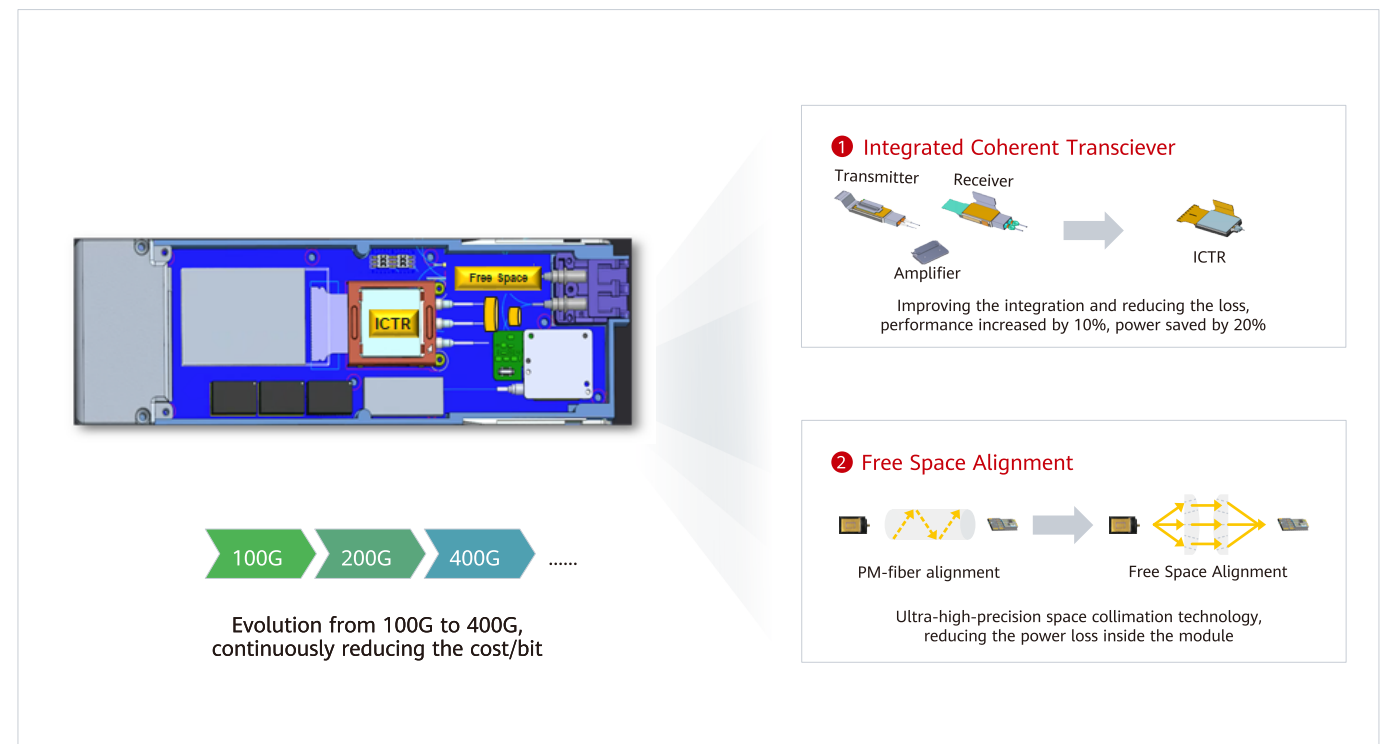 ICTR
Free Space
100G
200G
400G
......
Evolution from 100G to 400G,
continuously reducing the cost/bit
1 Integrated Coherent Transciever
Transmitter
Receiver
Amplifier
ICTR
Improving the integration and reducing the loss,
performance increased by 10%, power saved by 20%
2 Free Space Alignment
PM-fiber alignment
Free Space Alignment
Ultra-high-precision space collimation technology,
reducing the power loss inside the module